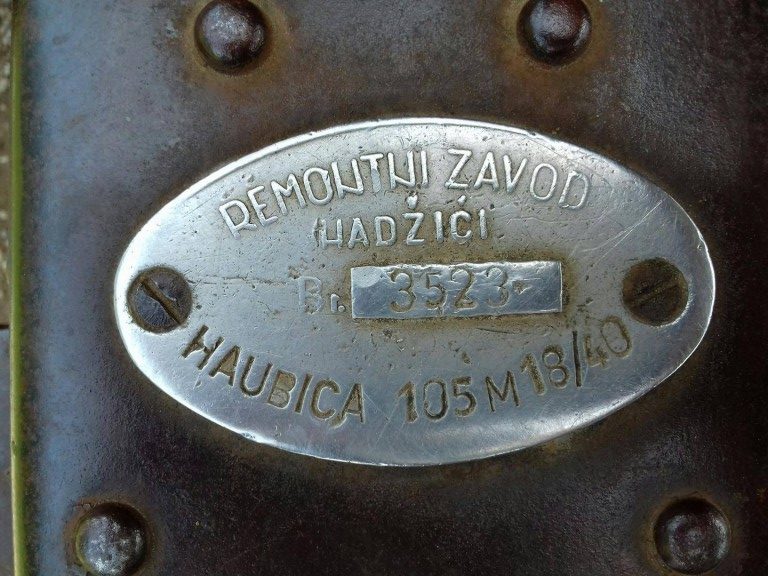 REMONTNI ZAVOD
HADŽIĆI
Br. 3523
HAUBICA 105 M 18/40